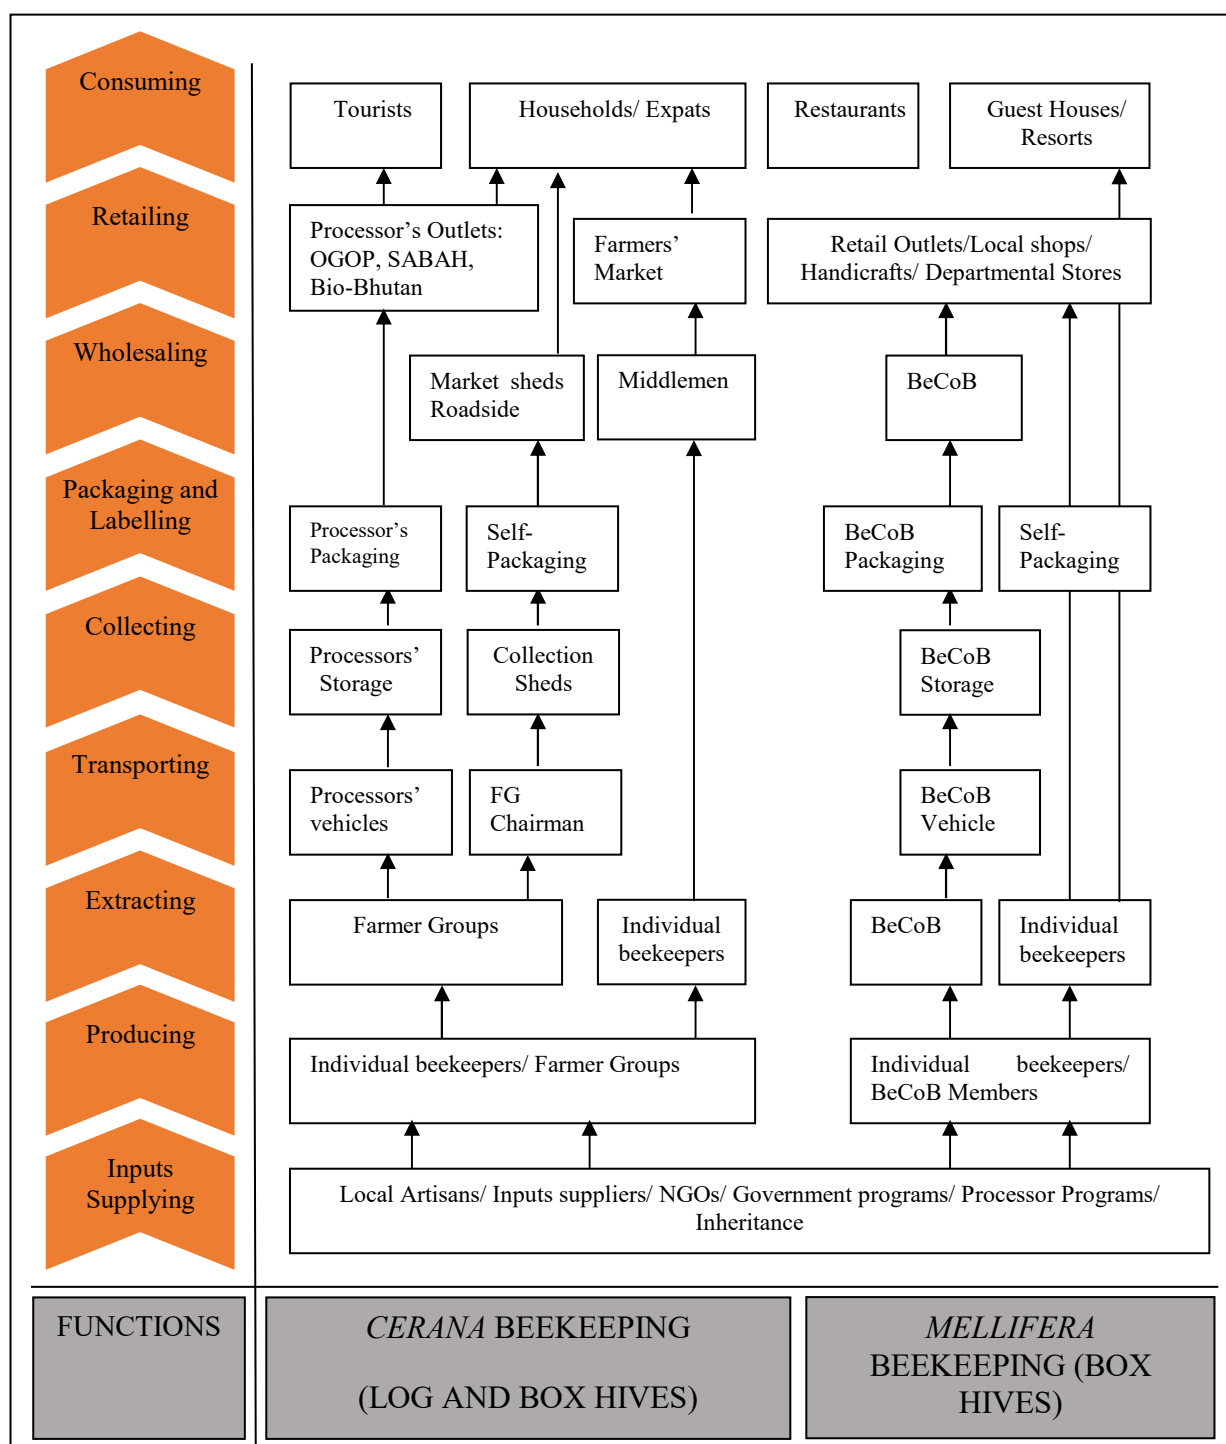 Consuming
Tourists
Households/ Expats
Restaurants
Guest Houses/
Resorts
Retailing
Processor’s Outlets:
OGOP, SABAH,
Bio-Bhutan
Farmers’
Market
Retail Outlets/Local shops/
Handicrafts/ Departmental Stores
Wholesaling
Market sheds
Roadside
Middlemen
BeCoB
Packaging and
Labelling
Processor’s
Packaging
Self-
Packaging
BeCoB
Packaging
Self-
Packaging
Collecting
Processors’
Storage
Collection
Sheds
BeCoB
Storage
Transporting
Processors’
vehicles
FG
Chairman
BeCoB
Vehicle
Extracting
Farmer Groups
Individual
beekeepers
BeCoB
Individual
beekeepers
Producing
Individual beekeepers/ Farmer Groups
Individual beekeepers/
BeCoB Members
Inputs
Supplying
Local Artisans/ Inputs suppliers/ NGOs/ Government programs/ Processor Programs/
Inheritance
FUNCTIONS
CERANA BEEKEEPING
(LOG AND BOX HIVES)
MELLIFERA
BEEKEEPING (BOX
HIVES)